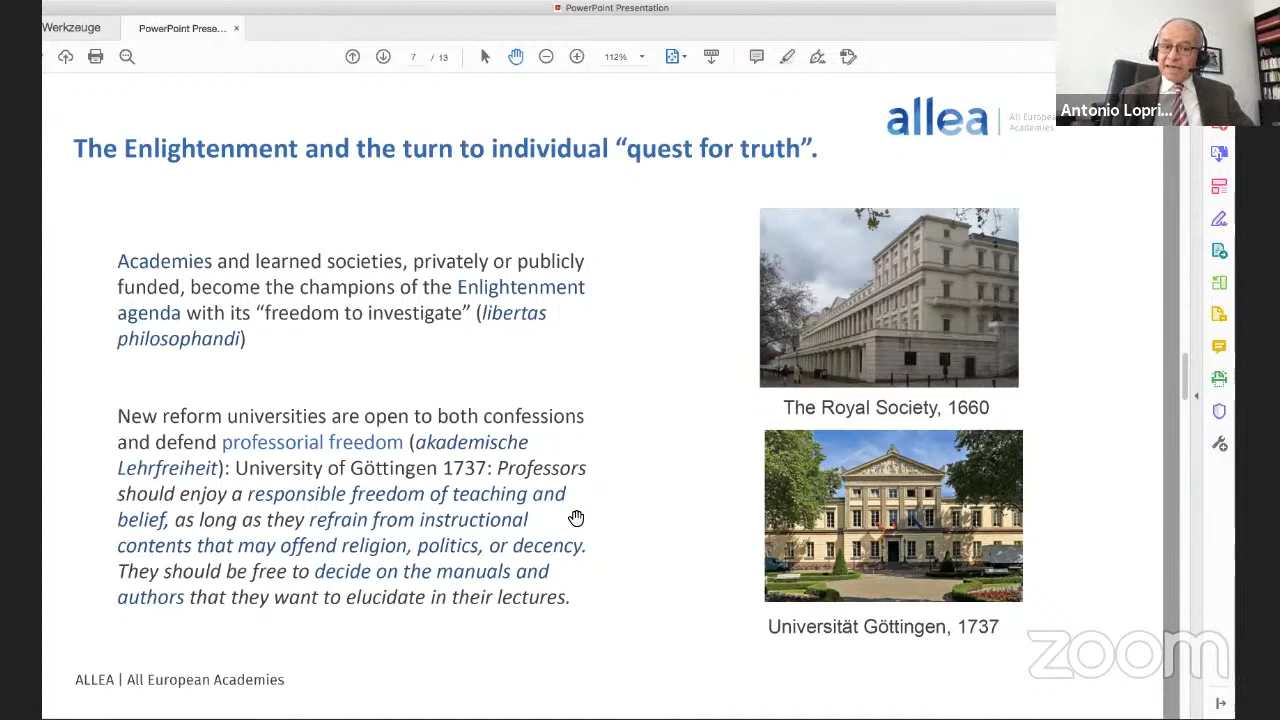 PowerPoint Presentation
Werkzeuge
PowerPoint Prese...
7 / 13
112%
Antonio Lopri...
allea
All European
Academies
The Enlightenment and the turn to individual “quest for truth”.
Academies and learned societies, privately or publicly
funded, become the champions of the Enlightenment
agenda with its “freedom to investigate” (libertas
philosophandi)
New reform universities are open to both confessions
and defend professorial freedom (akademische
Lehrfreiheit): University of Göttingen 1737: Professors
should enjoy a responsible freedom of teaching and
belief, as long as they refrain from instructional
contents that may offend religion, politics, or decency.
They should be free to decide on the manuals and
authors that they want to elucidate in their lectures.
The Royal Society, 1660
Universität Göttingen, 1737
ALLEA | All European Academies
zoom